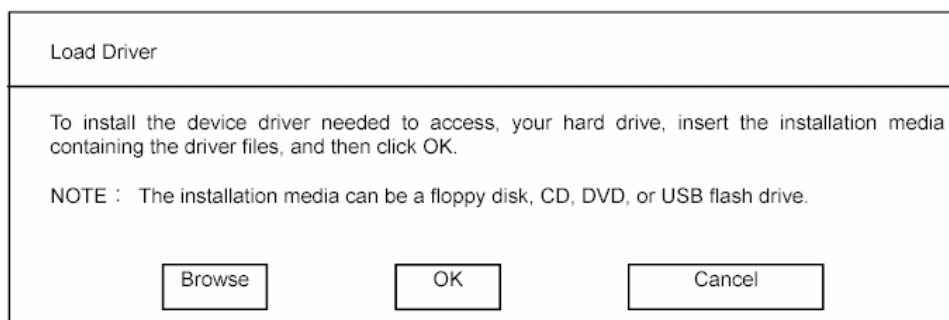 Load Driver
To install the device driver needed to access, your hard drive, insert the installation media
containing the driver files, and then click OK.
NOTE： The installation media can be a floppy disk, CD, DVD, or USB flash drive.
Browse OK Cancel